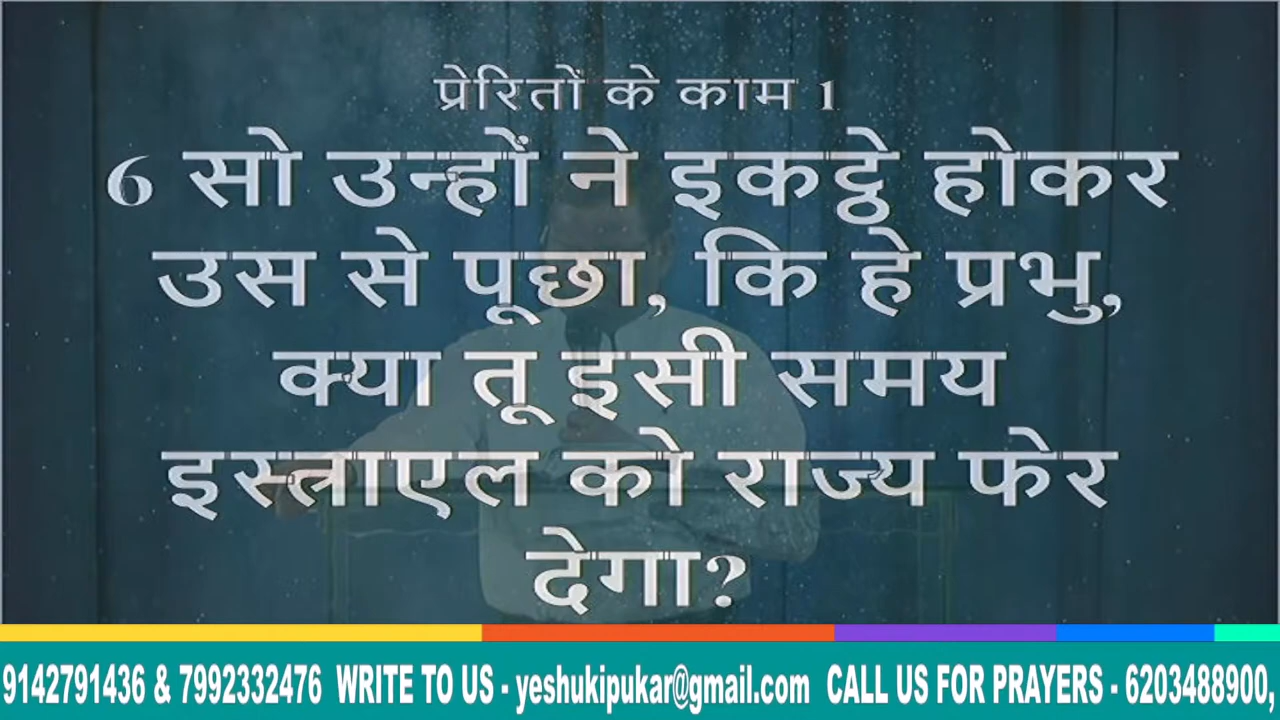 प्रेरितों के काम 1
6 सो उन्हों ने इकट्ठे होकर
उस से पूछा, कि हे प्रभु,
क्या तू इसी समय
इस्त्राएल को राज्य फेर
देगा?
9142791436 & 7992332476 WRITE TO US - yeshukipukar@gmail.com CALL US FOR PRAYERS - 6203488900,